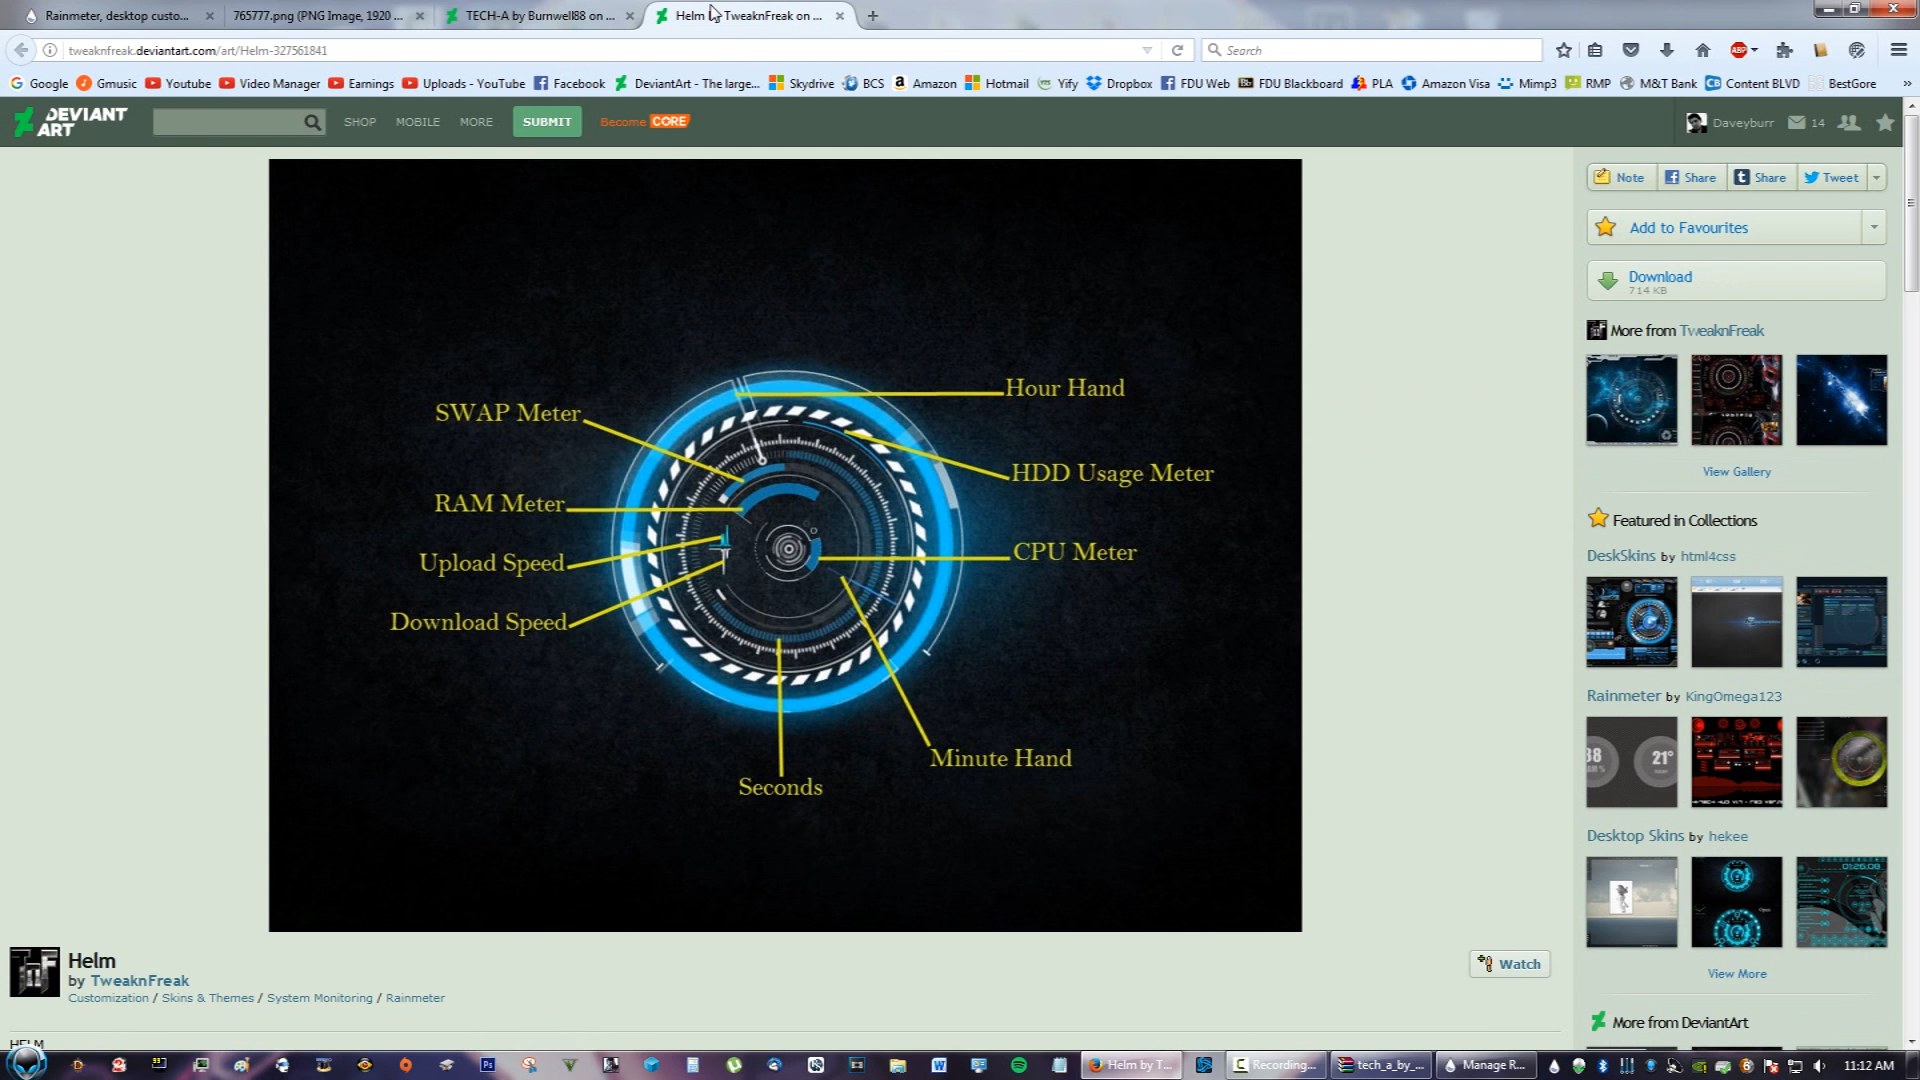 Rainmeter, desktop custo...
765777.png (PNG Image, 1920 ...
TECH-A by Burnwell88 on ...
Helm by TweaknFreak on ...
tweaknfreak.deviantart.com/art/Helm-327561841
Search
ABP
Google
Gmusic
Youtube
Video Manager
Earnings
Uploads - YouTube
Facebook
DeviantArt - The large...
Skydrive
BCS
Amazon
Hotmail
Yify
Dropbox
FDU Web
FDU Blackboard
PLA
Amazon Visa
Mimp3
RMP
M&T Bank
Content BLVD
BestGore
DEVIANT
ART
SHOP
MOBILE
MORE
SUBMIT
Become CORE
Daveyburr
14
Note
Share
Share
Tweet
Add to Favourites
Download
714 KB
More from TweaknFreak
View Gallery
Featured in Collections
DeskSkins by html4css
Rainmeter by KingOmega123
Desktop Skins by hekee
View More
More from DeviantArt
Hour Hand
SWAP Meter
HDD Usage Meter
RAM Meter
CPU Meter
Upload Speed
Download Speed
Minute Hand
Seconds
Helm
by TweaknFreak
Customization / Skins & Themes / System Monitoring / Rainmeter
Watch
HELM
Helm by T...
Recording...
tech_a_by_...
Manage R...
11:12 AM